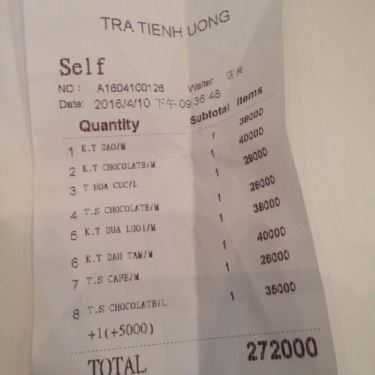 TRA TIENH UONG
Self
NO : A1604100126 Waiter
Date: 2016/4/10 下午 09:36:48
Quantity Subtotal Items
1 K.T DAO/M 1 38000
2 K.T CHOCOLATE/M 1 40000
3 T HOA CUC/L 1 29000
4 T.S CHOCOLATE/M 1 26000
5 K.T DUA LUOI/M 1 38000
6 K.T DAU TAM/M 1 40000
7 T.S CAFE/M 1 26000
8 T.S CHOCOLATE/L 1 35000
+1(+5000)
TOTAL 272000